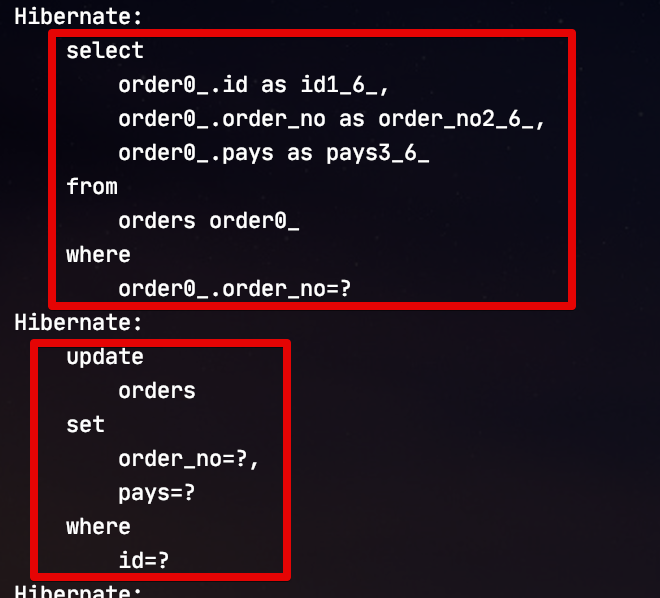 Hibernate:
select
order0_.id as id1_6_,
order0_.order_no as order_no2_6_,
order0_.pays as pays3_6_
from
orders order0_
where
order0_.order_no=?
Hibernate:
update
orders
set
order_no=?,
pays=?
where
id=?
Hibernate: